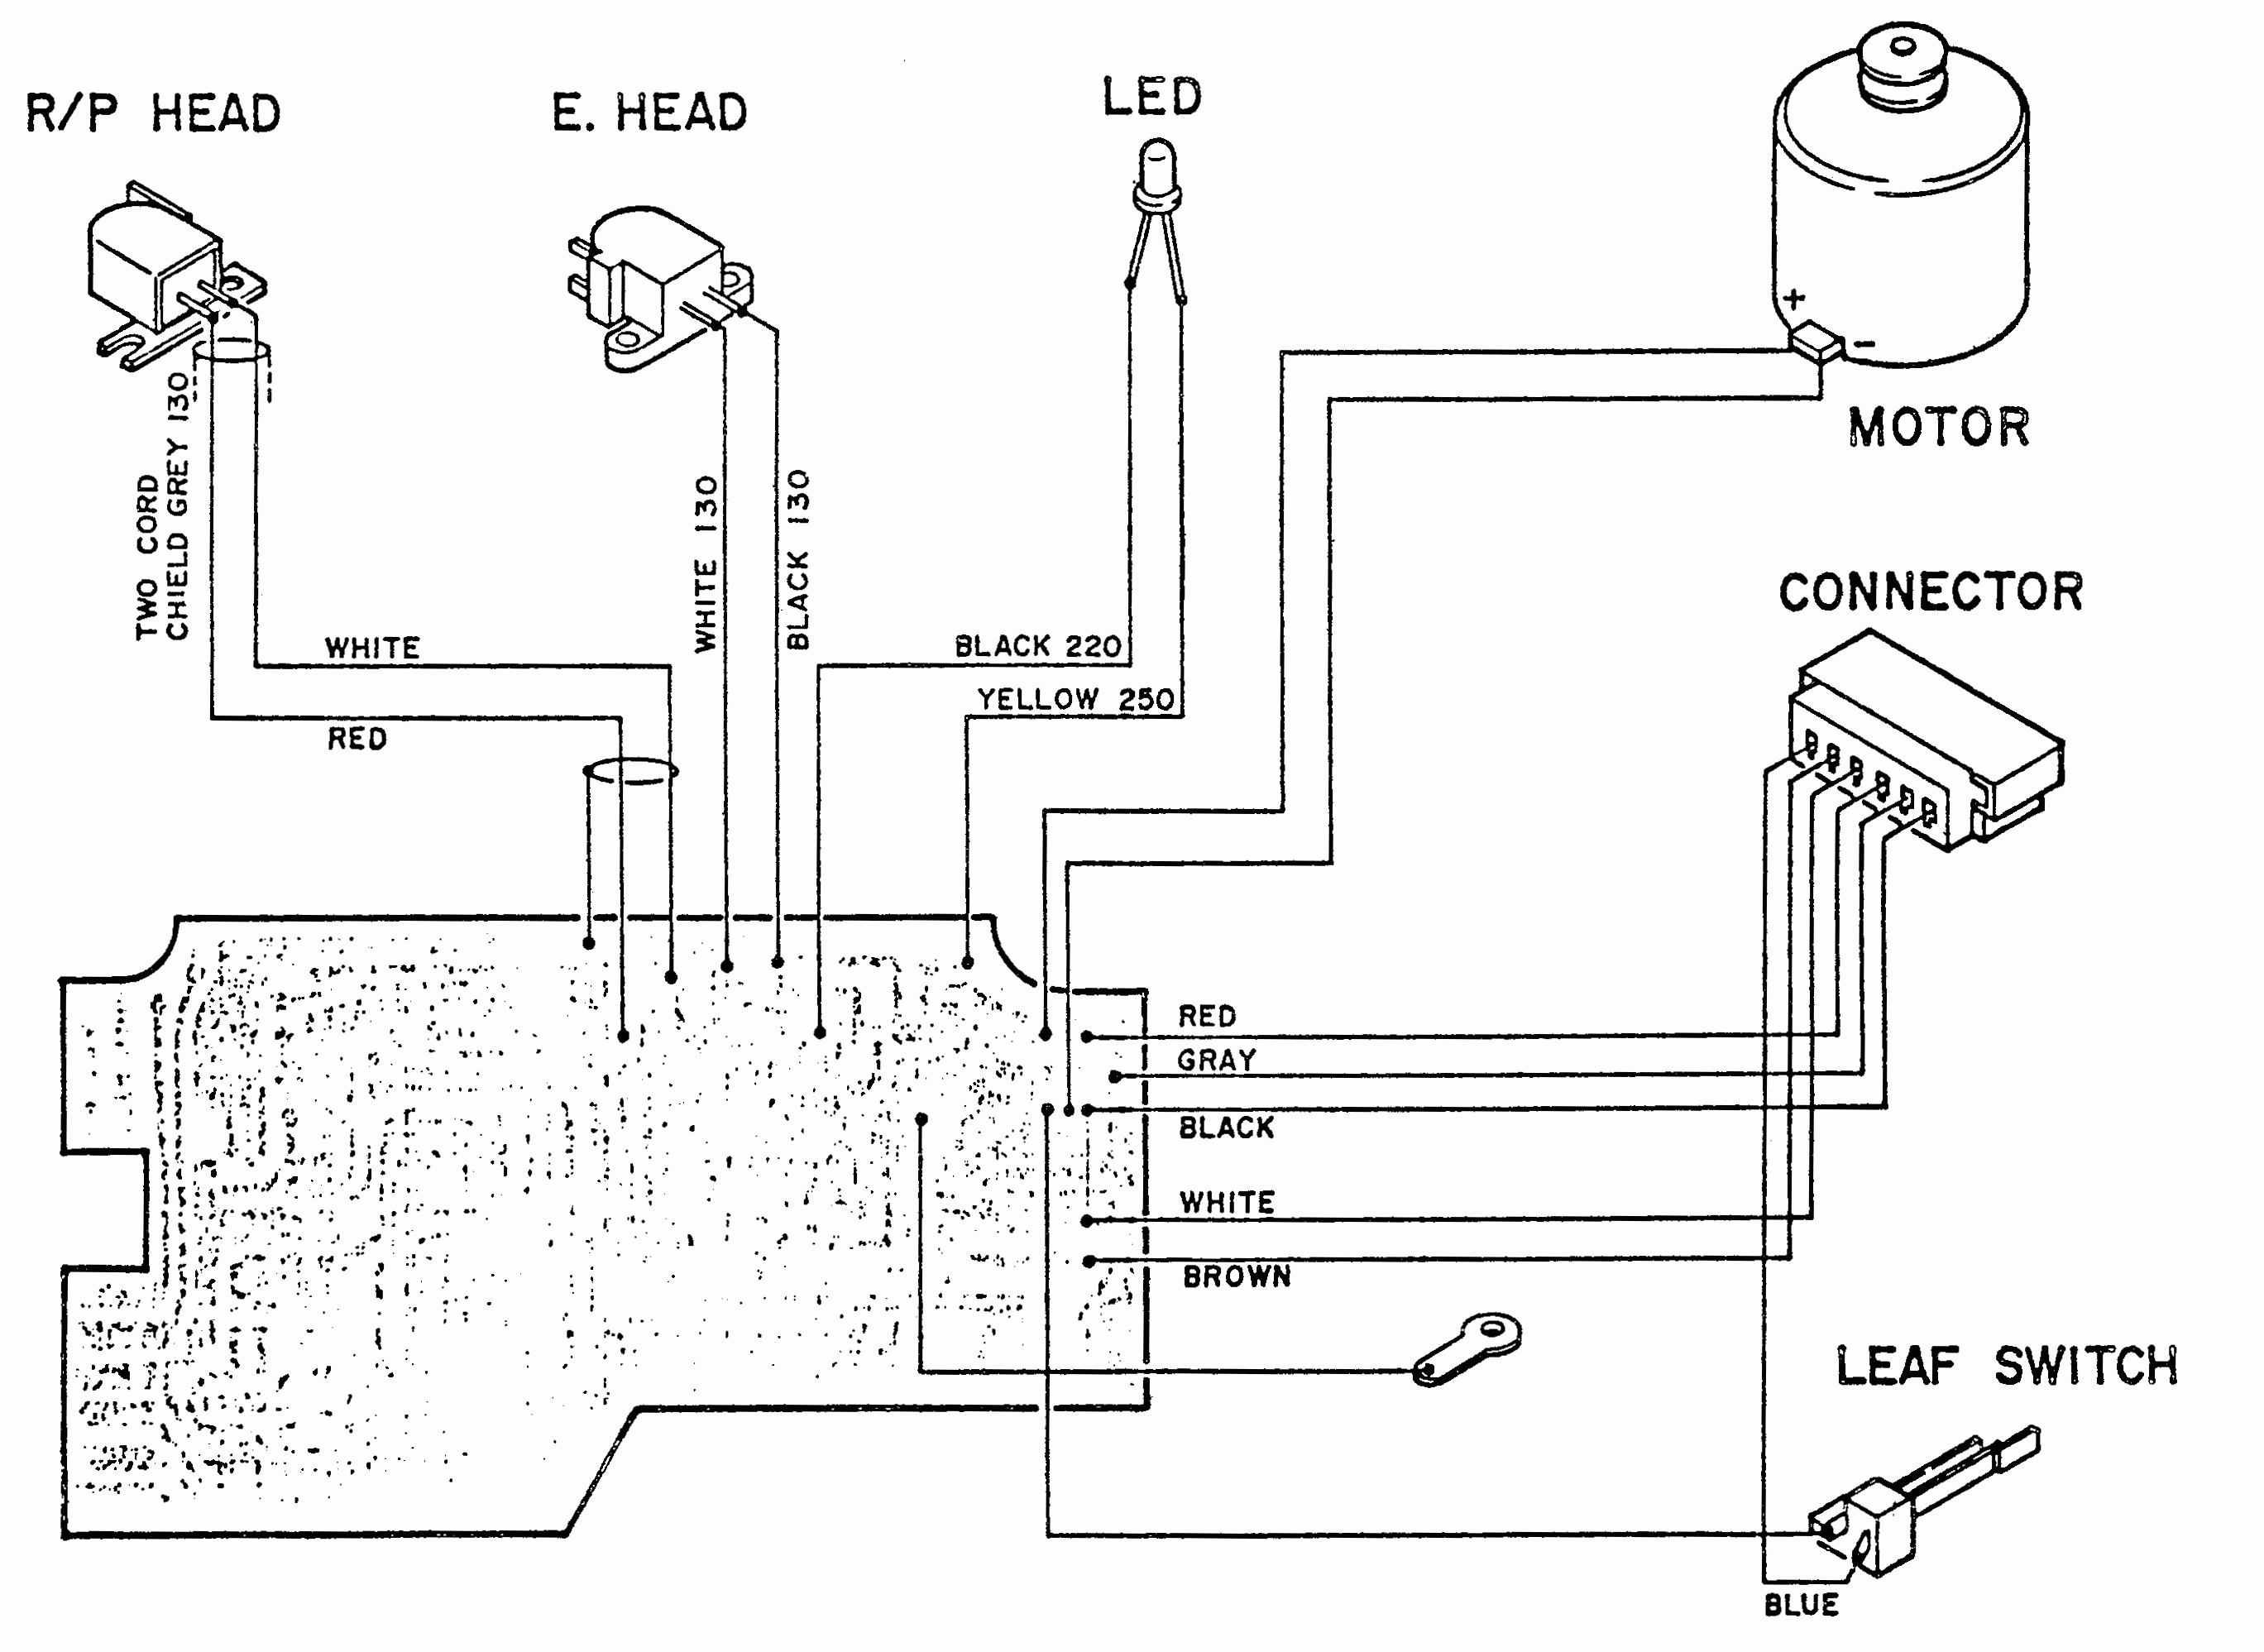 R/P HEAD
E. HEAD
LED
+
−
MOTOR
TWO CORD
CHIELD GREY 130
WHITE 130
BLACK 130
CONNECTOR
WHITE
BLACK 220
YELLOW 250
RED
RED
GRAY
BLACK
WHITE
BROWN
LEAF SWITCH
BLUE